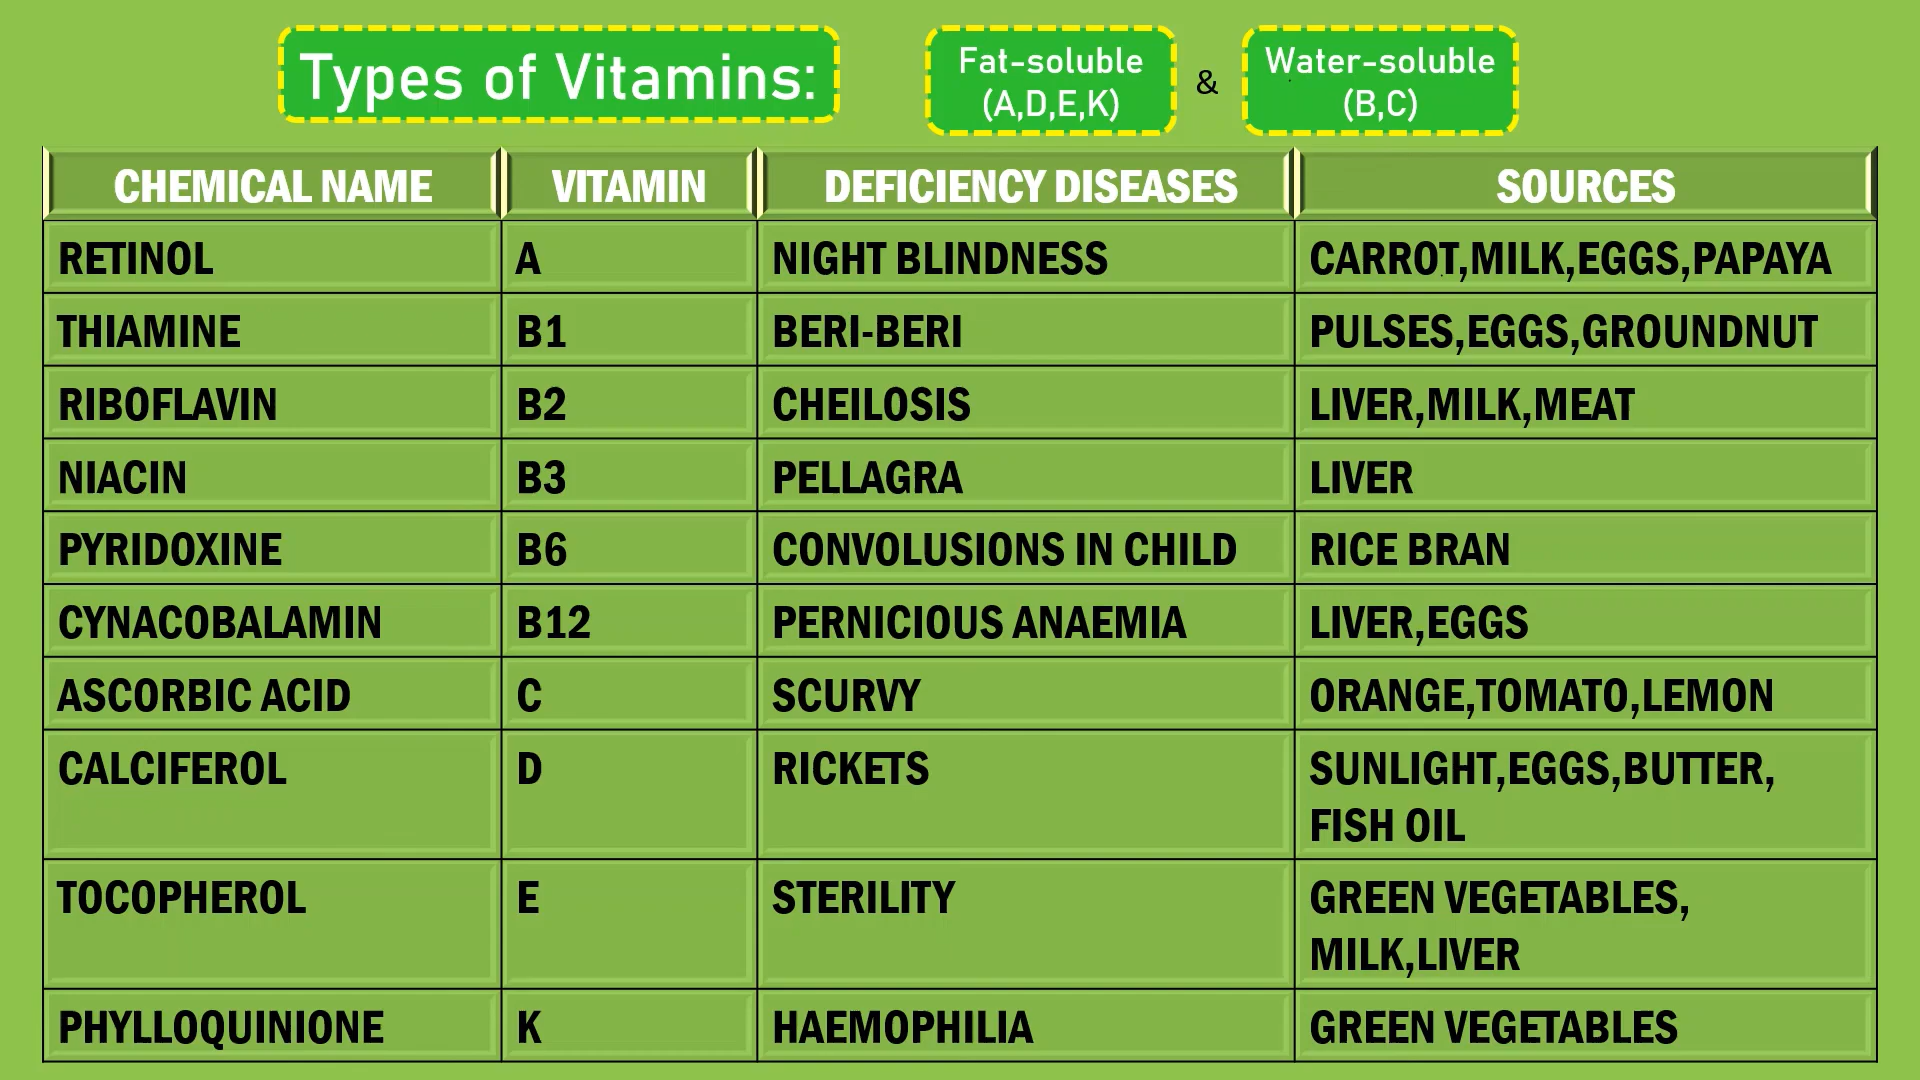 Types of Vitamins:
Fat-soluble
(A,D,E,K)
&
Water-soluble
(B,C)
CHEMICAL NAME VITAMIN DEFICIENCY DISEASES SOURCES
RETINOL A NIGHT BLINDNESS CARROT,MILK,EGGS,PAPAYA
THIAMINE B1 BERI-BERI PULSES,EGGS,GROUNDNUT
RIBOFLAVIN B2 CHEILOSIS LIVER,MILK,MEAT
NIACIN B3 PELLAGRA LIVER
PYRIDOXINE B6 CONVOLUSIONS IN CHILD RICE BRAN
CYNACOBALAMIN B12 PERNICIOUS ANAEMIA LIVER,EGGS
ASCORBIC ACID C SCURVY ORANGE,TOMATO,LEMON
CALCIFEROL D RICKETS SUNLIGHT,EGGS,BUTTER,
FISH OIL
TOCOPHEROL E STERILITY GREEN VEGETABLES,
MILK,LIVER
PHYLLOQUINIONE K HAEMOPHILIA GREEN VEGETABLES